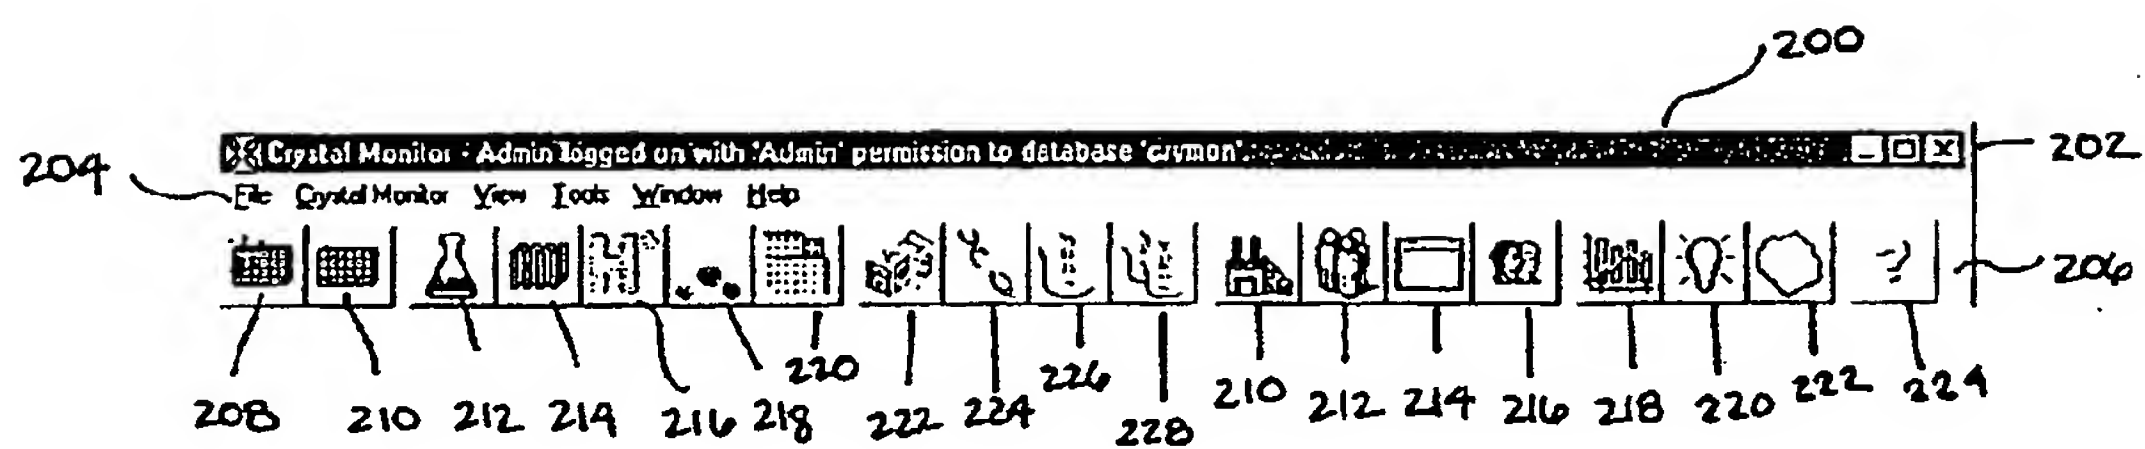 200
Crystal Monitor - Admin logged on with 'Admin' permission to database 'crymon'.
202
204
File Crystal Monitor View Tools Window Help
206
208 210 212 214 216 218 220 222 224 226 228 210 212 214 216 218 220 222 224